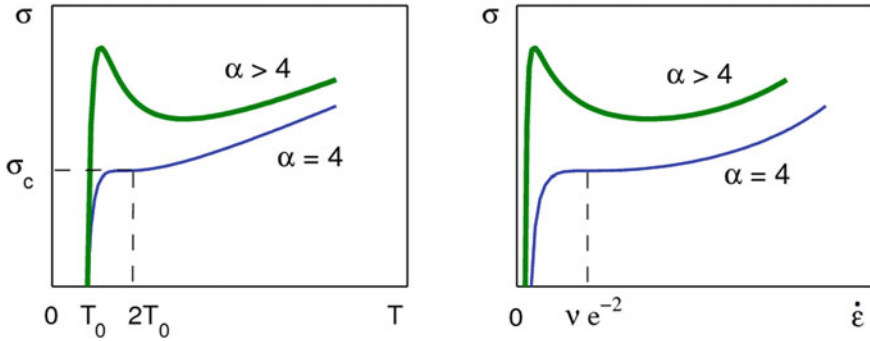 σ
α > 4
σc
α = 4
0 T₀ 2T₀ T
σ
α > 4
α = 4
0 ν e⁻² ε̇